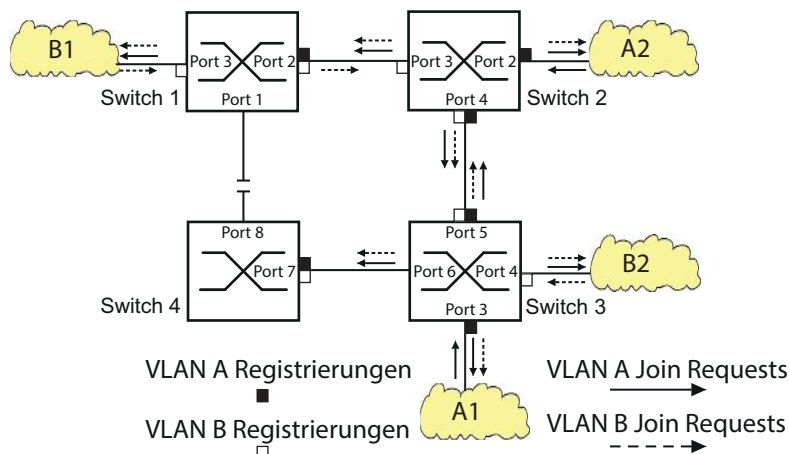 B1
Port 3
Port 2
Port 1
Switch 1
Port 3
Port 2
Port 4
Switch 2
A2
Port 8
Port 7
Switch 4
Port 5
Port 6
Port 4
Port 3
Switch 3
B2
A1
VLAN A Registrierungen
VLAN B Registrierungen
VLAN A Join Requests
VLAN B Join Requests